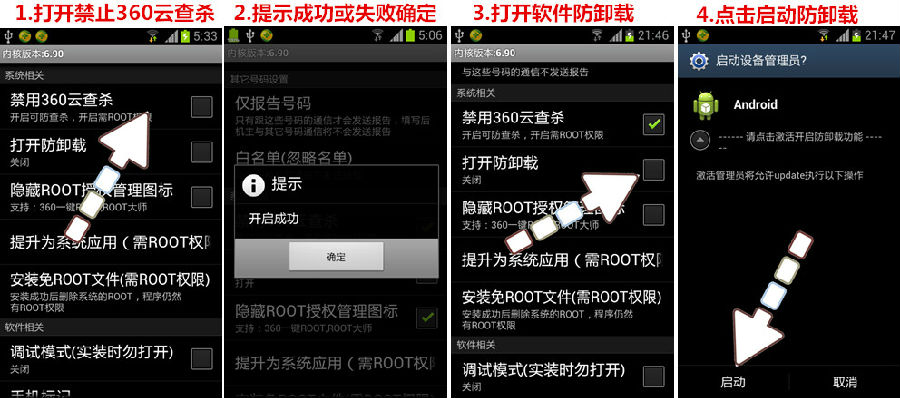 1.打开禁止360云查杀
5:33
内核版本:6.90
系统相关
禁用360云查杀
开启可防查杀，开启需ROOT权限
打开防卸载
关闭
隐藏ROOT授权管理图标
支持：360一键ROOT大师
提升为系统应用（需ROOT权限
安装免ROOT文件(需ROOT权限)
安装成功后删除系统的ROOT，程序仍然
有ROOT权限
软件相关
调试模式(实装时勿打开)
关闭
手机标记
2.提示成功或失败确定
5:06
内核版本:6.90
其它号码设置
仅报告号码
只有跟这些号码的通信才会发送报告，填写后
机主与其它号码通信将不会发送报告
白名单(忽略名单)
提示
开启成功
确定
打开
隐藏ROOT授权管理图标
支持：360一键ROOT,ROOT大师
提升为系统应用（需ROOT权
3.打开软件防卸载
21:46
内核版本:6.90
与这些号码的通信不发送报告
系统相关
禁用360云查杀
开启可防查杀，开启需ROOT权限
打开防卸载
关闭
隐藏ROOT授权管理图标
支持：360一键ROOT大师
提升为系统应用（需ROOT权限
安装免ROOT文件(需ROOT权限)
安装成功后删除系统的ROOT，程序仍然
有ROOT权限
软件相关
调试模式(实装时勿打开)
关闭
4.点击启动防卸载
21:47
启动设备管理员?
Android
------ 请点击激活开启防卸载功能 ------
激活管理员将允许update执行以下操作
启动
取消